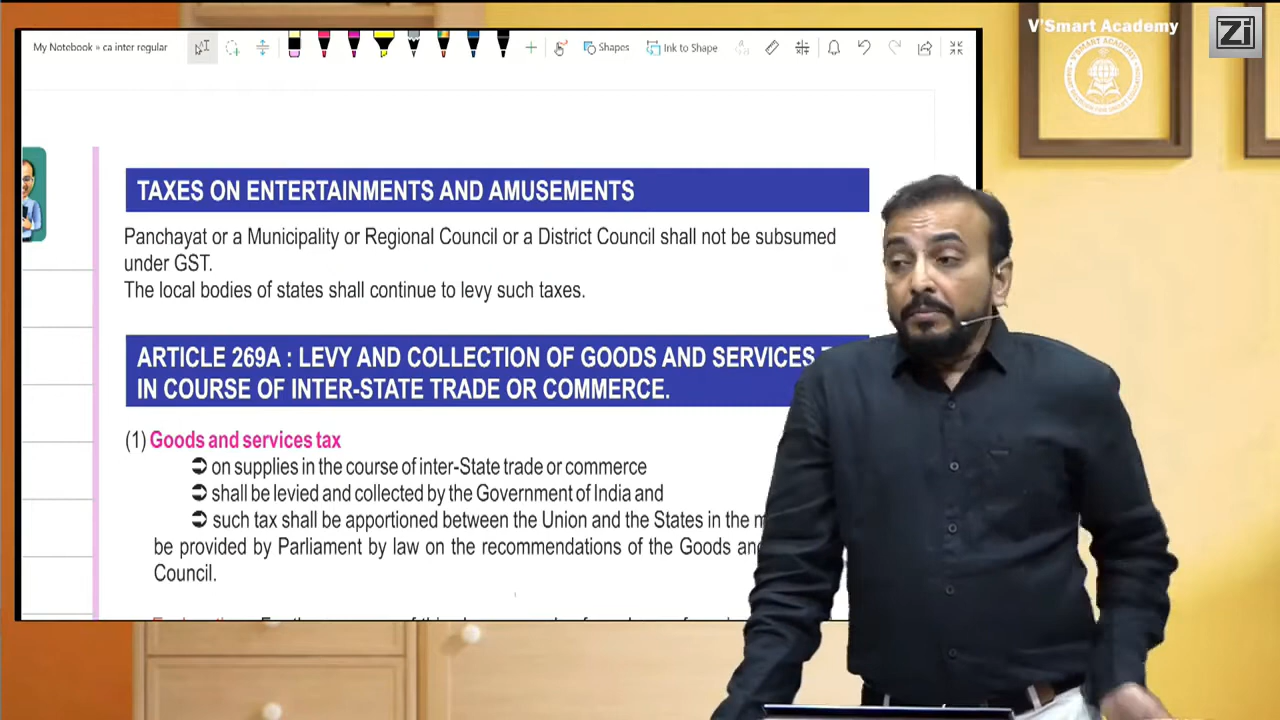 V'Smart Academy
Zi
My Notebook » ca inter regular
Shapes
Ink to Shape
TAXES ON ENTERTAINMENTS AND AMUSEMENTS
Panchayat or a Municipality or Regional Council or a District Council shall not be subsumed
under GST.
The local bodies of states shall continue to levy such taxes.
ARTICLE 269A : LEVY AND COLLECTION OF GOODS AND SERVICES
IN COURSE OF INTER-STATE TRADE OR COMMERCE.
(1) Goods and services tax
➲ on supplies in the course of inter-State trade or commerce
➲ shall be levied and collected by the Government of India and
➲ such tax shall be apportioned between the Union and the States in the
be provided by Parliament by law on the recommendations of the Goods
Council.